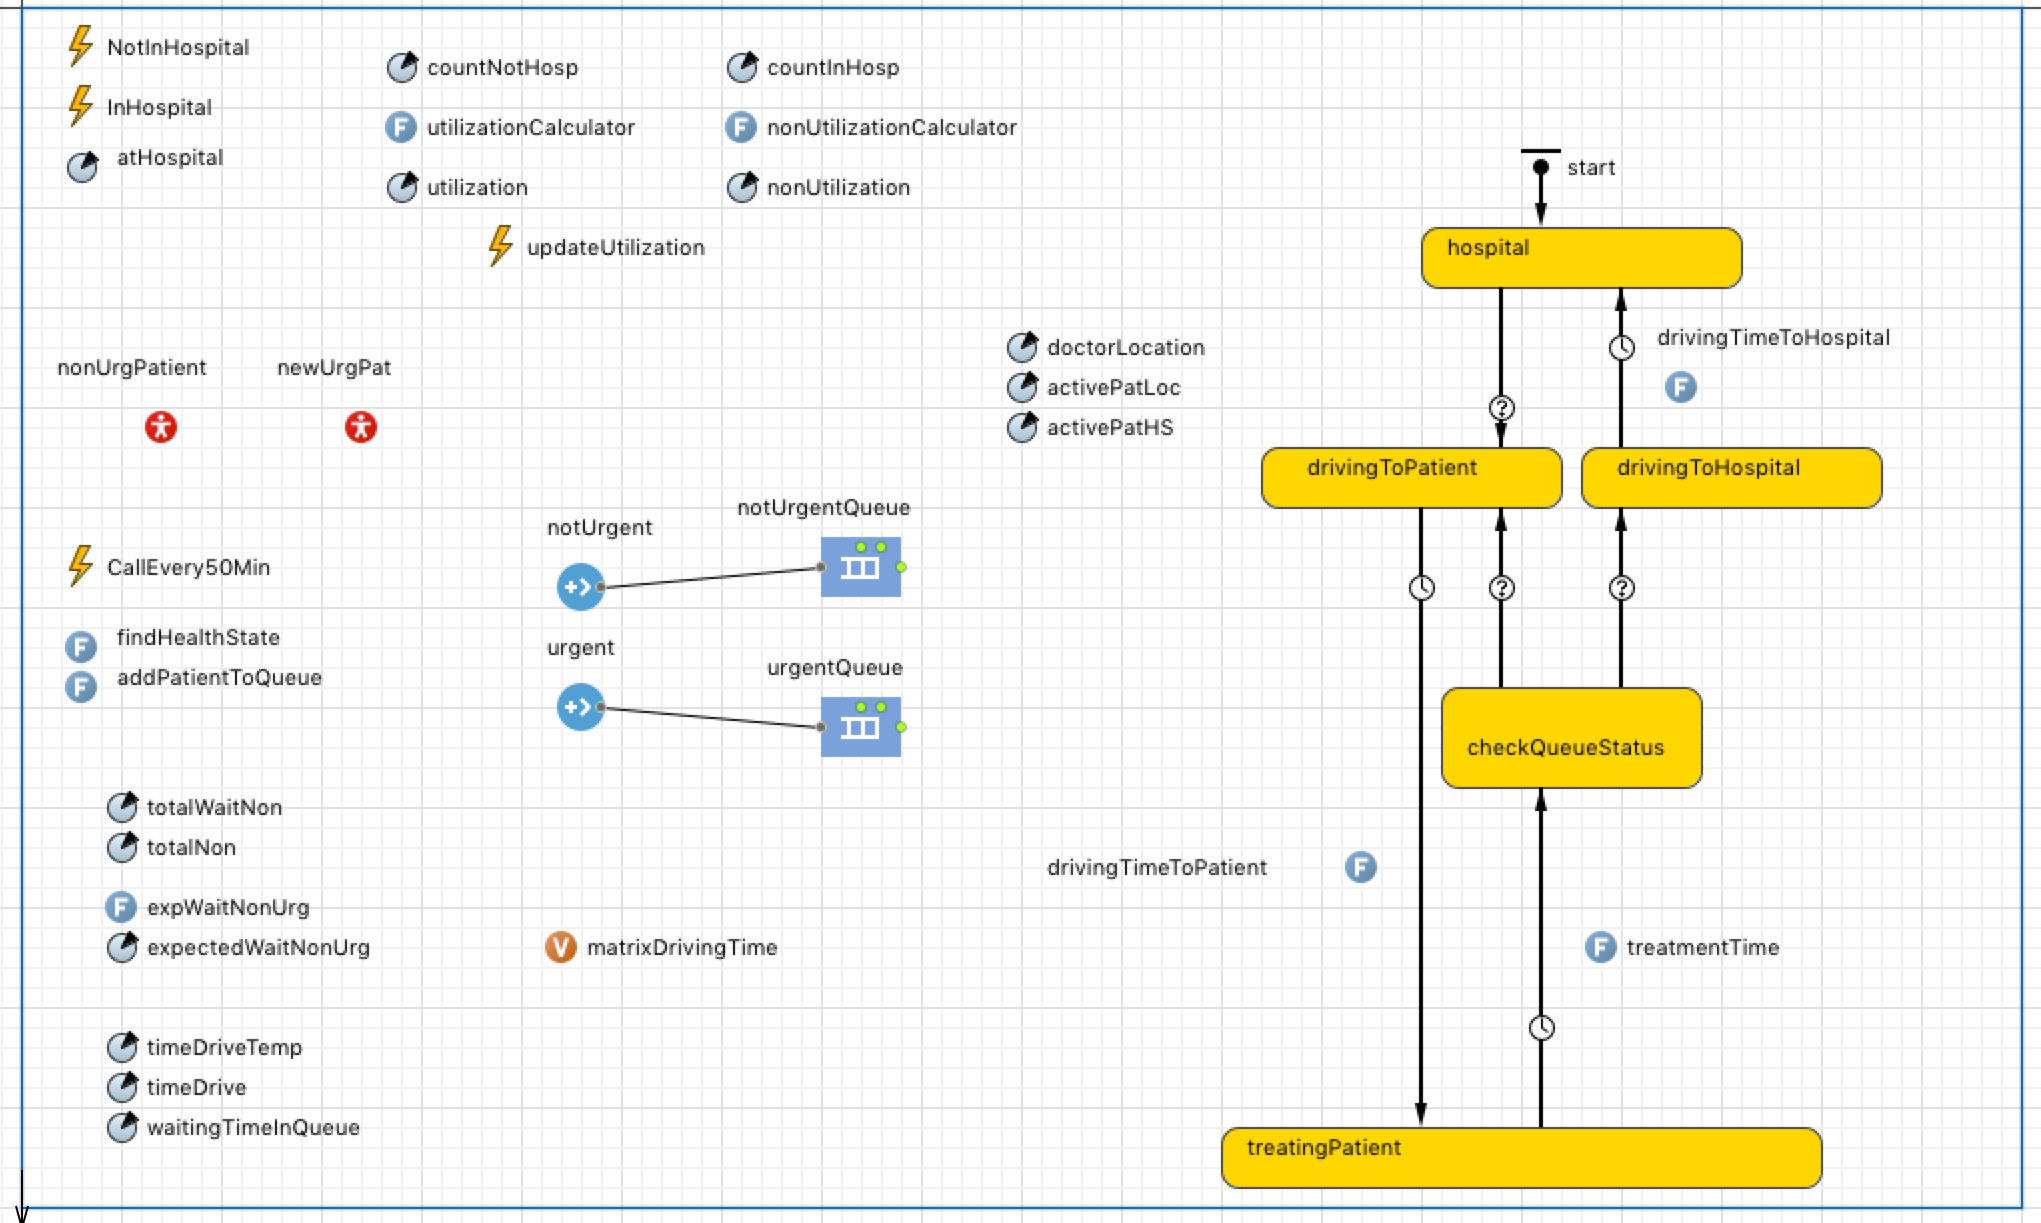 NotInHospital
InHospital
atHospital
countNotHosp
countInHosp
F utilizationCalculator
F nonUtilizationCalculator
utilization
nonUtilization
updateUtilization
start
hospital
nonUrgPatient
newUrgPat
doctorLocation
activePatLoc
activePatHS
drivingTimeToHospital
F
?
drivingToPatient
drivingToHospital
notUrgent
notUrgentQueue
CallEvery50Min
?
?
F findHealthState
F addPatientToQueue
urgent
urgentQueue
checkQueueStatus
totalWaitNon
totalNon
drivingTimeToPatient F
F expWaitNonUrg
expectedWaitNonUrg
V matrixDrivingTime
F treatmentTime
timeDriveTemp
timeDrive
waitingTimeInQueue
treatingPatient